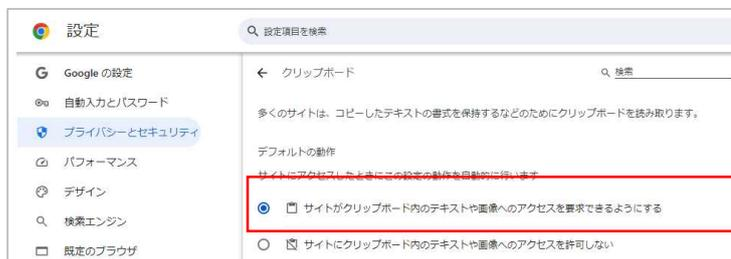 設定
設定項目を検索
Google の設定
自動入力とパスワード
プライバシーとセキュリティ
パフォーマンス
デザイン
検索エンジン
既定のブラウザ
クリップボード
検索
多くのサイトは、コピーしたテキストの書式を保持するなどのためにクリップボードを読み取ります。
デフォルトの動作
サイトにアクセスしたときにこの設定の動作を自動的に行います
サイトがクリップボード内のテキストや画像へのアクセスを要求できるようにする
サイトにクリップボード内のテキストや画像へのアクセスを許可しない